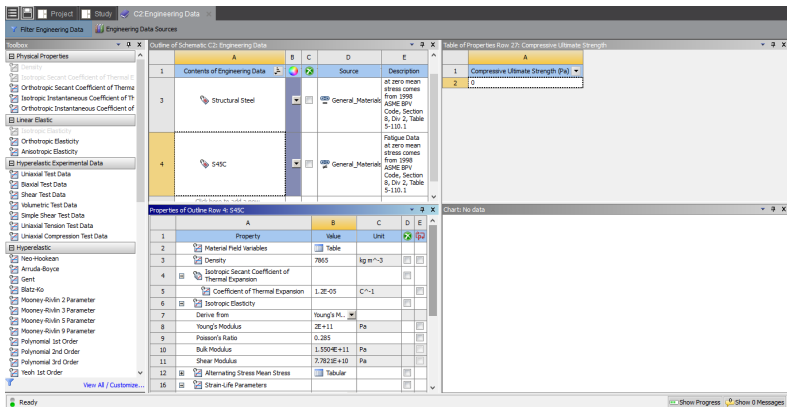 Project
Study
C2:Engineering Data
Filter Engineering Data
Engineering Data Sources
Toolbox
Physical Properties
Density
Isotropic Secant Coefficient of Thermal E
Orthotropic Secant Coefficient of Therma
Isotropic Instantaneous Coefficient of Th
Orthotropic Instantaneous Coefficient of
Linear Elastic
Isotropic Elasticity
Orthotropic Elasticity
Anisotropic Elasticity
Hyperelastic Experimental Data
Uniaxial Test Data
Biaxial Test Data
Shear Test Data
Volumetric Test Data
Simple Shear Test Data
Uniaxial Tension Test Data
Uniaxial Compression Test Data
Hyperelastic
Neo-Hookean
Arruda-Boyce
Gent
Blatz-Ko
Mooney-Rivlin 2 Parameter
Mooney-Rivlin 3 Parameter
Mooney-Rivlin 5 Parameter
Mooney-Rivlin 9 Parameter
Polynomial 1st Order
Polynomial 2nd Order
Polynomial 3rd Order
Yeoh 1st Order
View All / Customize...
Outline of Schematic C2: Engineering Data
A B C D E
1 Contents of Engineering Data Source Description
3 Structural Steel General_Materials
at zero mean
stress comes
from 1998
ASME BPV
Code, Section
8, Div 2, Table
5-110.1
4 S45C General_Materials
Fatigue Data
at zero mean
stress comes
from 1998
ASME BPV
Code, Section
8, Div 2, Table
5-110.1
Click here to add a new
Properties of Outline Row 4: S45C
A B C D E
1 Property Value Unit
2 Material Field Variables Table
3 Density 7865 kg m^-3
4 Isotropic Secant Coefficient of
Thermal Expansion
5 Coefficient of Thermal Expansion 1.2E-05 C^-1
6 Isotropic Elasticity
7 Derive from Young's M...
8 Young's Modulus 2E+11 Pa
9 Poisson's Ratio 0.285
10 Bulk Modulus 1.5504E+11 Pa
11 Shear Modulus 7.7821E+10 Pa
12 Alternating Stress Mean Stress Tabular
16 Strain-Life Parameters
Table of Properties Row 27: Compressive Ultimate Strength
A
1 Compressive Ultimate Strength (Pa)
2 0
Chart: No data
Ready
Show Progress
Show 0 Messages